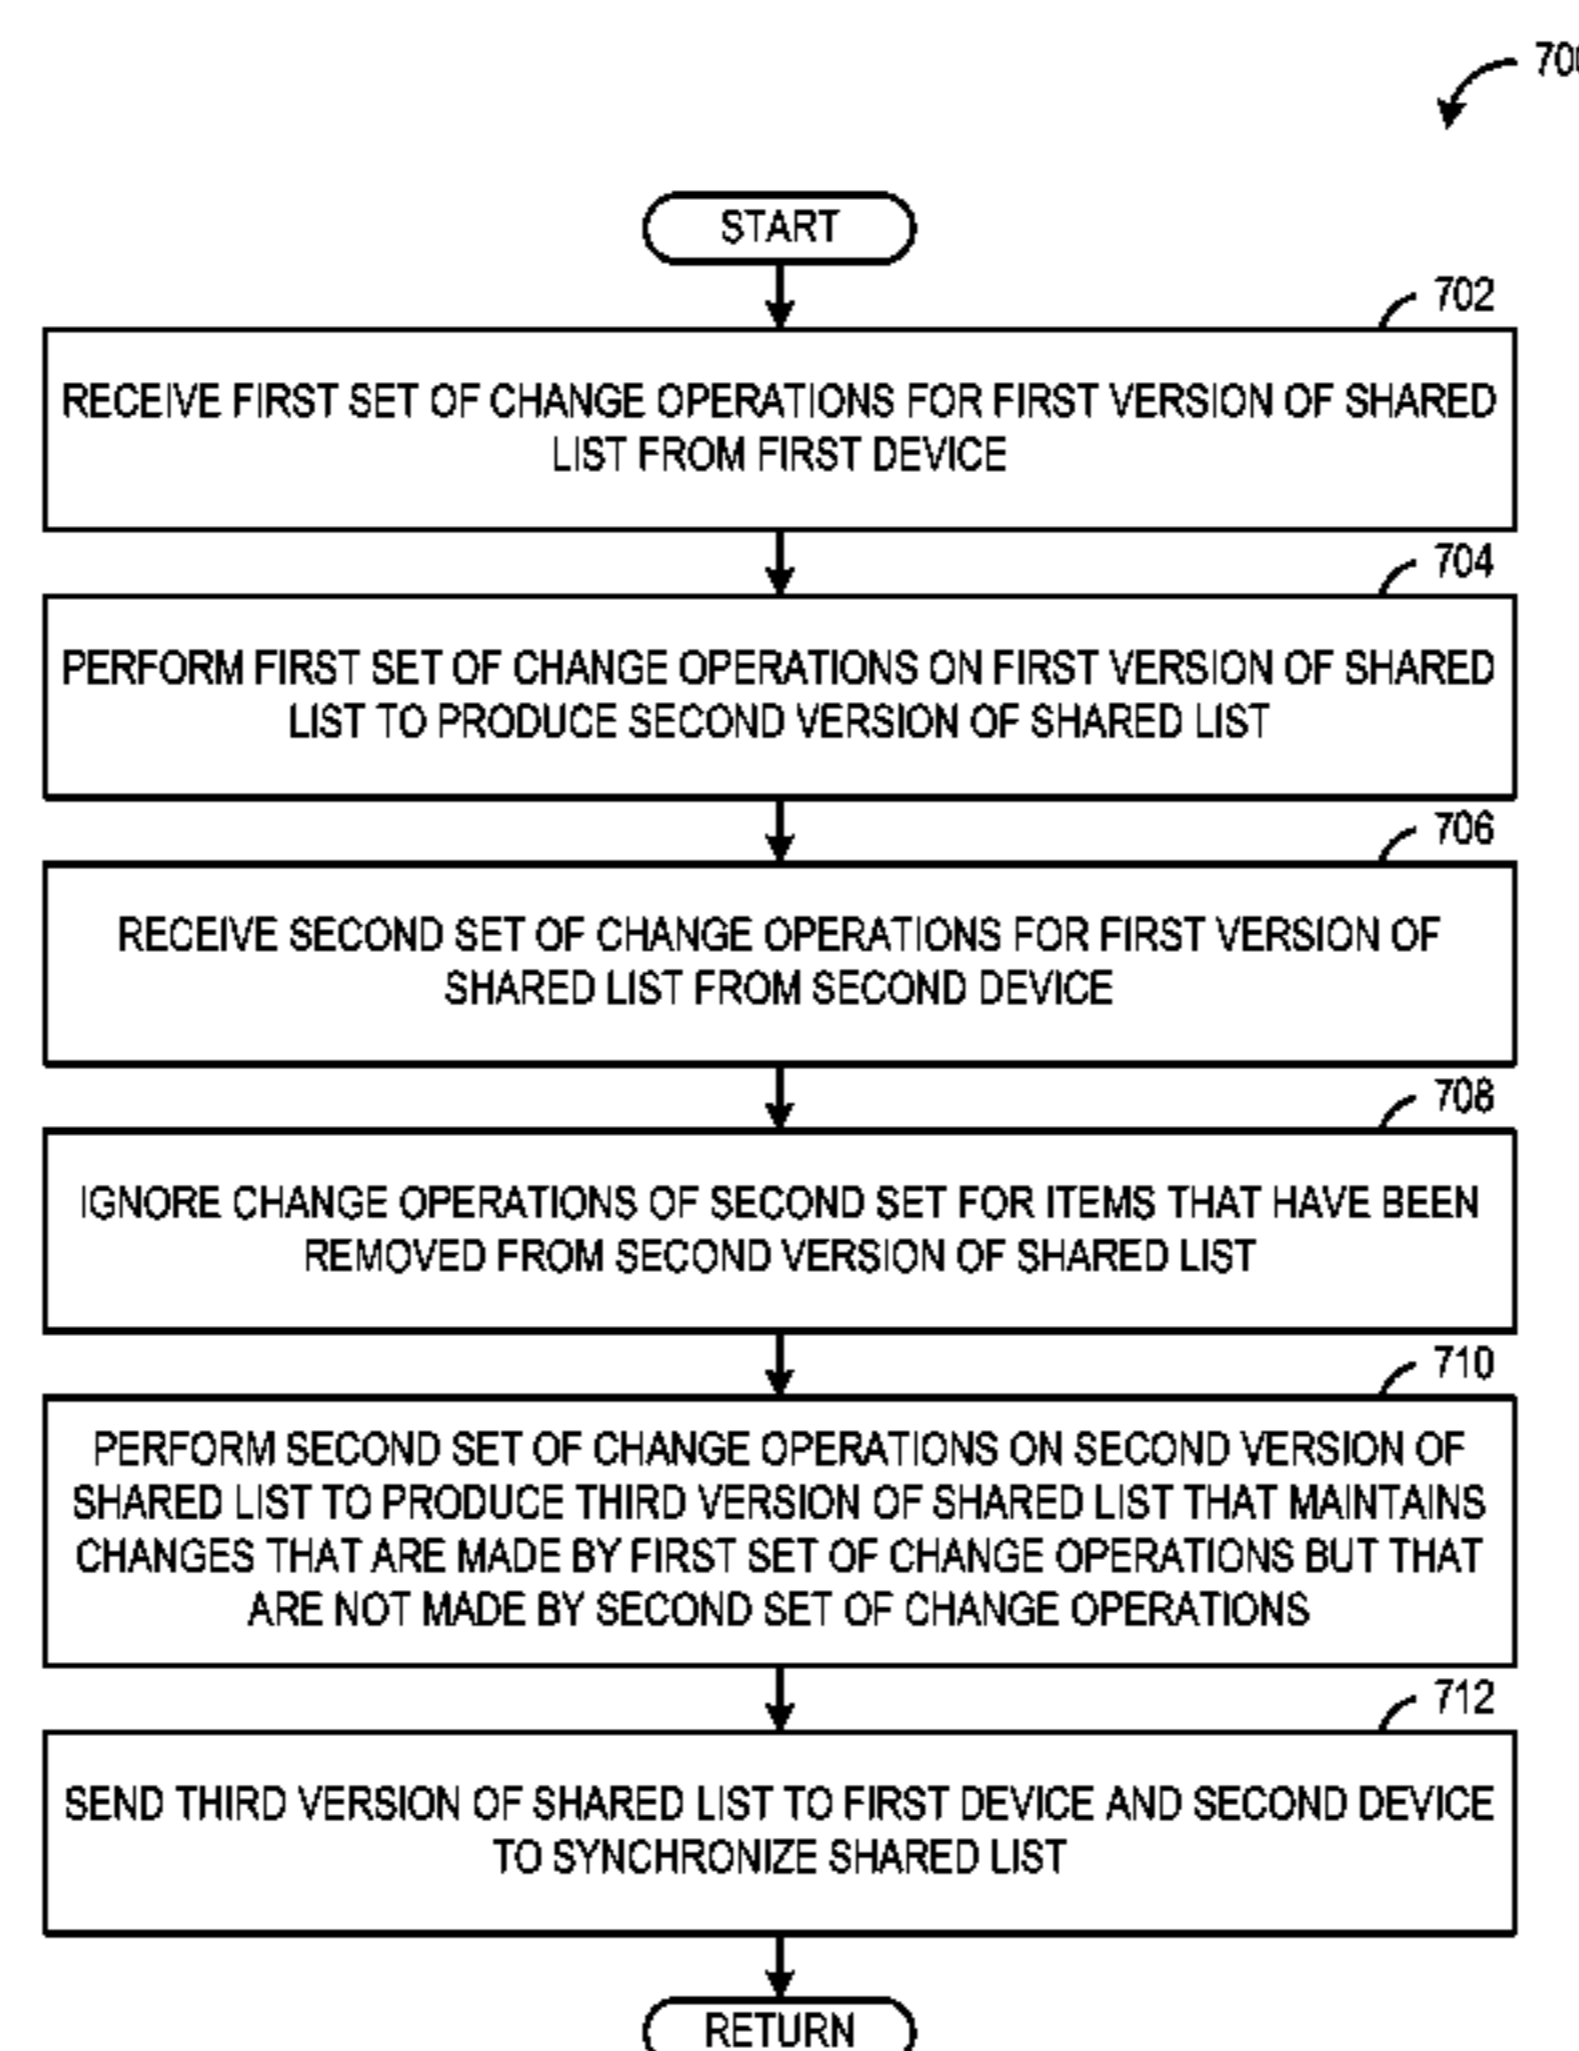 700
START
702
RECEIVE FIRST SET OF CHANGE OPERATIONS FOR FIRST VERSION OF SHARED
LIST FROM FIRST DEVICE
704
PERFORM FIRST SET OF CHANGE OPERATIONS ON FIRST VERSION OF SHARED
LIST TO PRODUCE SECOND VERSION OF SHARED LIST
706
RECEIVE SECOND SET OF CHANGE OPERATIONS FOR FIRST VERSION OF
SHARED LIST FROM SECOND DEVICE
708
IGNORE CHANGE OPERATIONS OF SECOND SET FOR ITEMS THAT HAVE BEEN
REMOVED FROM SECOND VERSION OF SHARED LIST
710
PERFORM SECOND SET OF CHANGE OPERATIONS ON SECOND VERSION OF
SHARED LIST TO PRODUCE THIRD VERSION OF SHARED LIST THAT MAINTAINS
CHANGES THAT ARE MADE BY FIRST SET OF CHANGE OPERATIONS BUT THAT
ARE NOT MADE BY SECOND SET OF CHANGE OPERATIONS
712
SEND THIRD VERSION OF SHARED LIST TO FIRST DEVICE AND SECOND DEVICE
TO SYNCHRONIZE SHARED LIST
RETURN